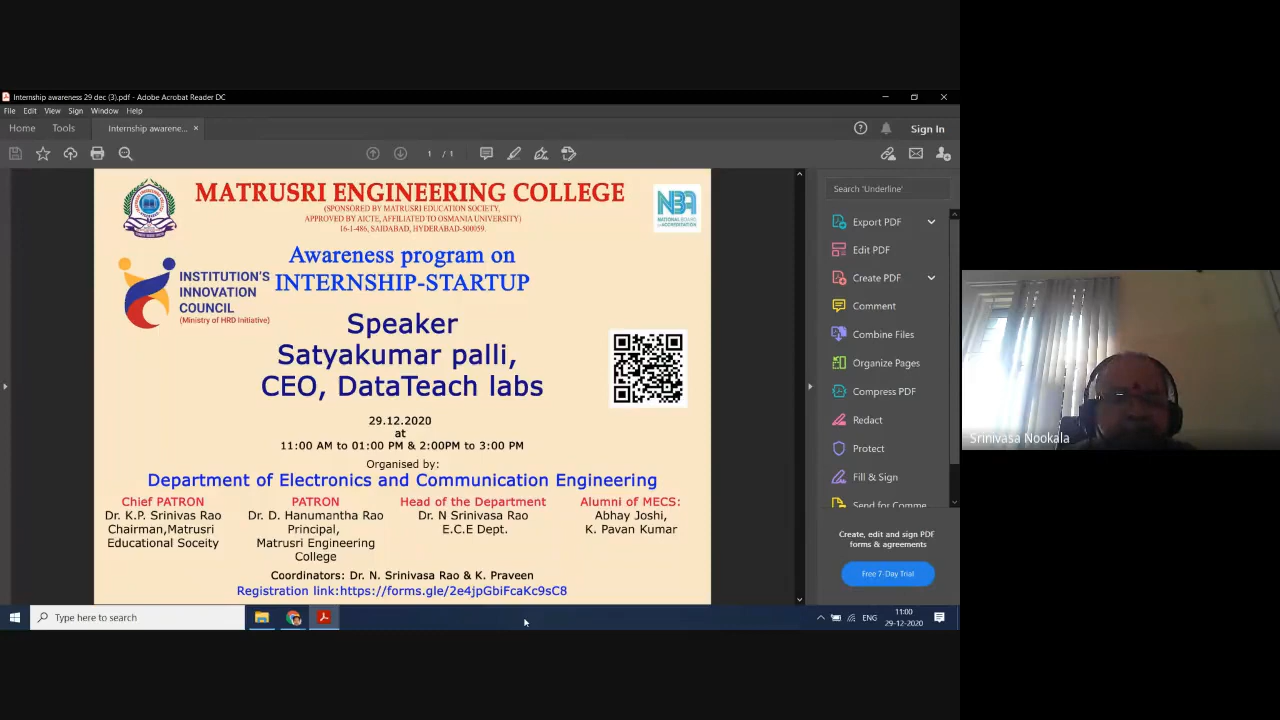 Internship awareness 29 dec (3).pdf - Adobe Acrobat Reader DC
File Edit View Sign Window Help
Home Tools Internship awarene... × Sign In
1 / 1
MATRUSRI ENGINEERING COLLEGE
(SPONSORED BY MATRUSRI EDUCATION SOCIETY,
APPROVED BY AICTE, AFFILIATED TO OSMANIA UNIVERSITY)
16-1-486, SAIDABAD, HYDERABAD-500059.
NBA
NATIONAL BOARD
of ACCREDITATION
Awareness program on
INTERNSHIP-STARTUP
INSTITUTION'S
INNOVATION
COUNCIL
(Ministry of HRD Initiative)
Speaker
Satyakumar palli,
CEO, DataTeach labs
29.12.2020
at
11:00 AM to 01:00 PM & 2:00PM to 3:00 PM
Organised by:
Department of Electronics and Communication Engineering
Chief PATRON
Dr. K.P. Srinivas Rao
Chairman,Matrusri
Educational Soceity
PATRON
Dr. D. Hanumantha Rao
Principal,
Matrusri Engineering
College
Head of the Department
Dr. N Srinivasa Rao
E.C.E Dept.
Alumni of MECS:
Abhay Joshi,
K. Pavan Kumar
Coordinators: Dr. N. Srinivasa Rao & K. Praveen
Registration link:https://forms.gle/2e4jpGbiFcaKc9sC8
Search 'Underline'
Export PDF
Edit PDF
Create PDF
Comment
Combine Files
Organize Pages
Compress PDF
Redact
Protect
Fill & Sign
Send for Comme
Create, edit and sign PDF
forms & agreements
Free 7-Day Trial
Srinivasa Nookala
Type here to search
ENG
11:00
29-12-2020